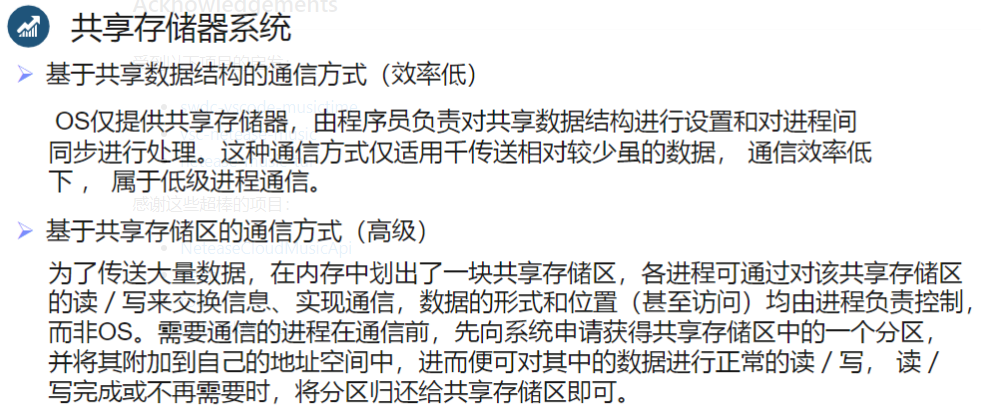 Acknowledgements
共享存储器系统
基于共享数据结构的通信方式（效率低）
OS仅提供共享存储器，由程序员负责对共享数据结构进行设置和对进程间
同步进行处理。这种通信方式仅适用千传送相对较少虽的数据， 通信效率低
下， 属于低级进程通信。
感谢这些超棒的项目：
基于共享存储区的通信方式（高级）
NeteaseCloudMusicApi
为了传送大量数据，在内存中划出了一块共享存储区，各进程可通过对该共享存储区
的读／写来交换信息、实现通信，数据的形式和位置（甚至访问）均由进程负责控制，
而非OS。需要通信的进程在通信前，先向系统申请获得共享存储区中的一个分区，
并将其附加到自己的地址空间中，进而便可对其中的数据进行正常的读／写， 读／
写完成或不再需要时，将分区归还给共享存储区即可。